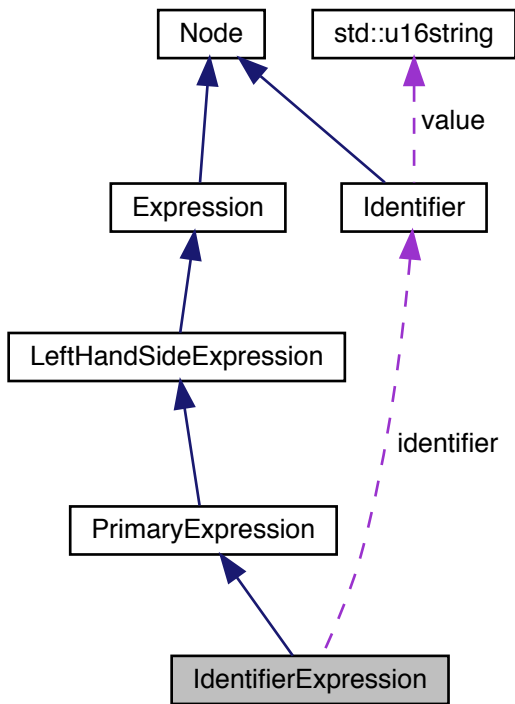 Node
std::u16string
value
Expression
Identifier
LeftHandSideExpression
identifier
PrimaryExpression
IdentifierExpression